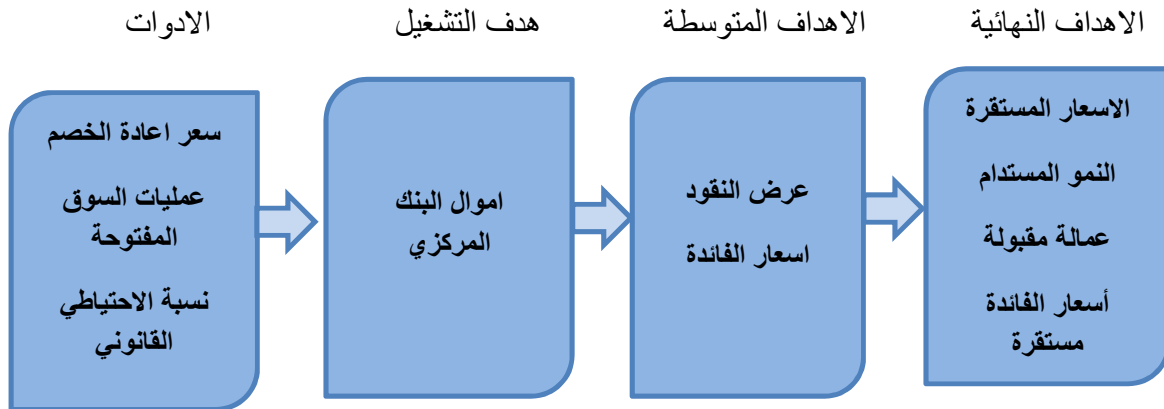 الادوات
هدف التشغيل
الاهداف المتوسطة
الاهداف النهائية
سعر اعادة الخصم
عمليات السوق
المفتوحة
نسبة الاحتياطي
القانوني
اموال البنك
المركزي
عرض النقود
اسعار الفائدة
الاسعار المستقرة
النمو المستدام
عمالة مقبولة
أسعار الفائدة
مستقرة